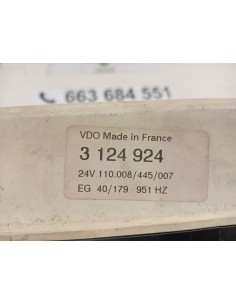 663 684 551
VDO Made in France
3 124 924
24V 110.008/445/007
EG 40/179 951 HZ